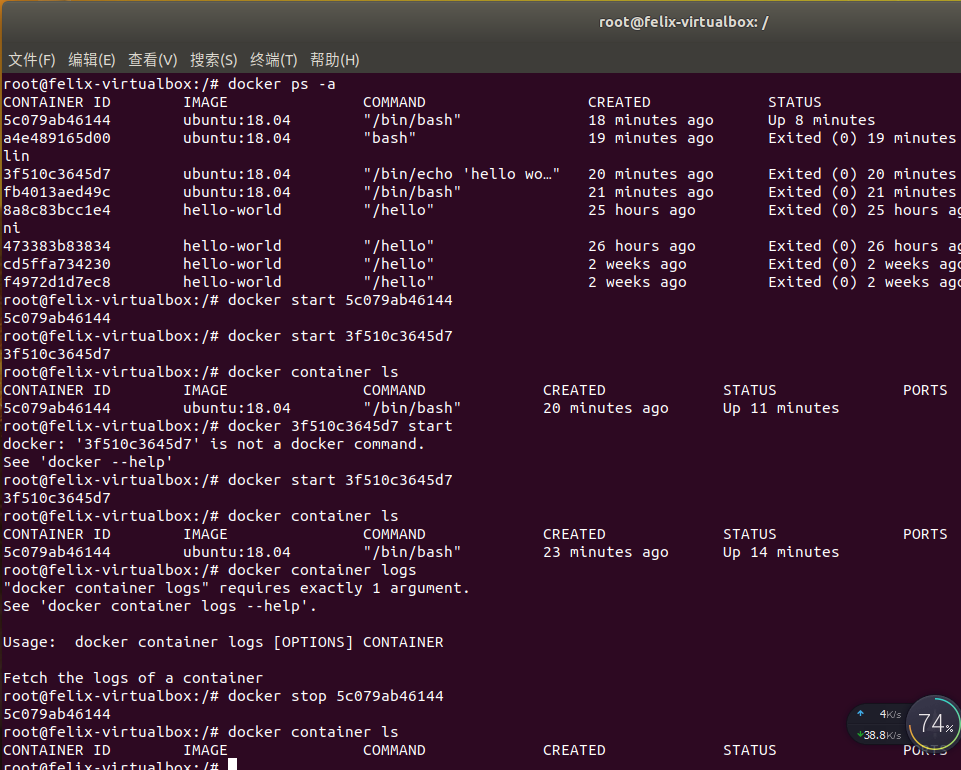 root@felix-virtualbox: /
文件(F) 编辑(E) 查看(V) 搜索(S) 终端(T) 帮助(H)
root@felix-virtualbox:/# docker ps -a
CONTAINER ID        IMAGE               COMMAND                  CREATED             STATUS
5c079ab46144        ubuntu:18.04        "/bin/bash"              18 minutes ago      Up 8 minutes
a4e489165d00        ubuntu:18.04        "bash"                   19 minutes ago      Exited (0) 19 minutes
lin
3f510c3645d7        ubuntu:18.04        "/bin/echo 'hello wo…"   20 minutes ago      Exited (0) 20 minutes
fb4013aed49c        ubuntu:18.04        "/bin/bash"              21 minutes ago      Exited (0) 21 minutes
8a8c83bcc1e4        hello-world         "/hello"                 25 hours ago        Exited (0) 25 hours ag
ni
473383b83834        hello-world         "/hello"                 26 hours ago        Exited (0) 26 hours ag
cd5ffa734230        hello-world         "/hello"                 2 weeks ago         Exited (0) 2 weeks ago
f4972d1d7ec8        hello-world         "/hello"                 2 weeks ago         Exited (0) 2 weeks ago
root@felix-virtualbox:/# docker start 5c079ab46144
5c079ab46144
root@felix-virtualbox:/# docker start 3f510c3645d7
3f510c3645d7
root@felix-virtualbox:/# docker container ls
CONTAINER ID        IMAGE               COMMAND             CREATED             STATUS              PORTS
5c079ab46144        ubuntu:18.04        "/bin/bash"         20 minutes ago      Up 11 minutes
root@felix-virtualbox:/# docker 3f510c3645d7 start
docker: '3f510c3645d7' is not a docker command.
See 'docker --help'
root@felix-virtualbox:/# docker start 3f510c3645d7
3f510c3645d7
root@felix-virtualbox:/# docker container ls
CONTAINER ID        IMAGE               COMMAND             CREATED             STATUS              PORTS
5c079ab46144        ubuntu:18.04        "/bin/bash"         23 minutes ago      Up 14 minutes
root@felix-virtualbox:/# docker container logs
"docker container logs" requires exactly 1 argument.
See 'docker container logs --help'.
Usage:  docker container logs [OPTIONS] CONTAINER
Fetch the logs of a container
root@felix-virtualbox:/# docker stop 5c079ab46144
5c079ab46144
root@felix-virtualbox:/# docker container ls
CONTAINER ID        IMAGE               COMMAND             CREATED             STATUS              PORTS
root@felix-virtualbox:/#
4K/s
38.8K/s
74%